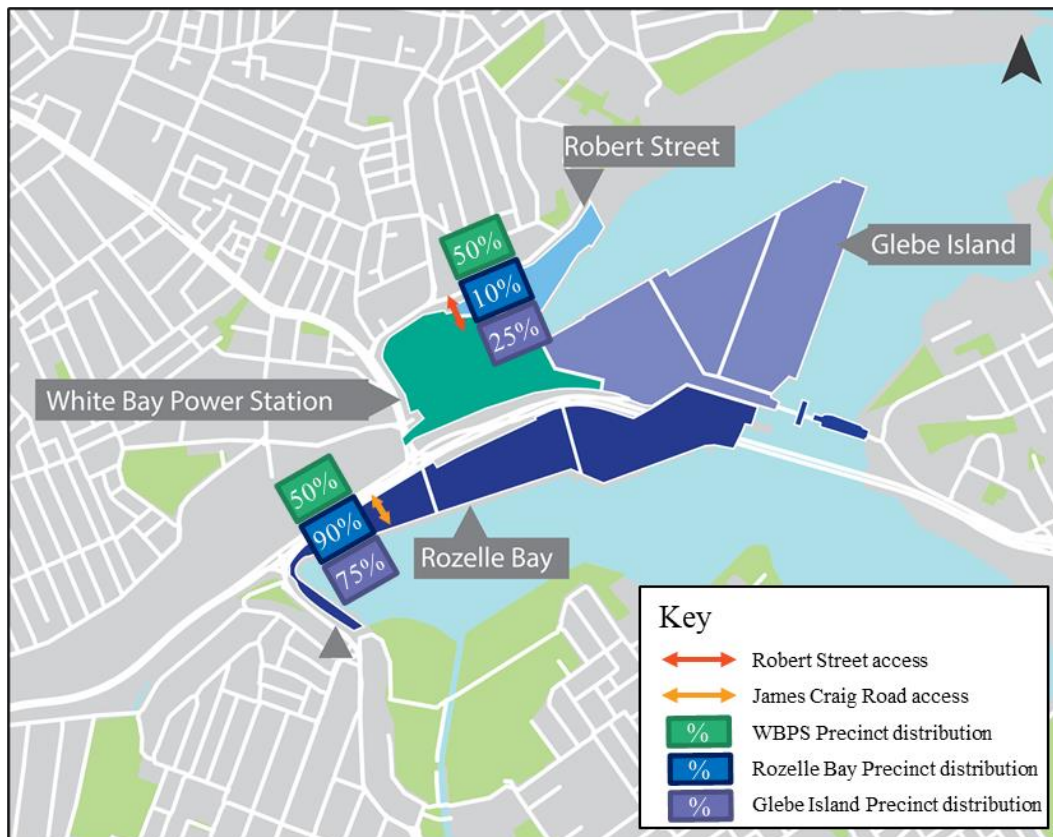 Robert Street
Glebe Island
50%
10%
25%
White Bay Power Station
50%
90%
75%
Rozelle Bay
Key
Robert Street access
James Craig Road access
% WBPS Precinct distribution
% Rozelle Bay Precinct distribution
% Glebe Island Precinct distribution